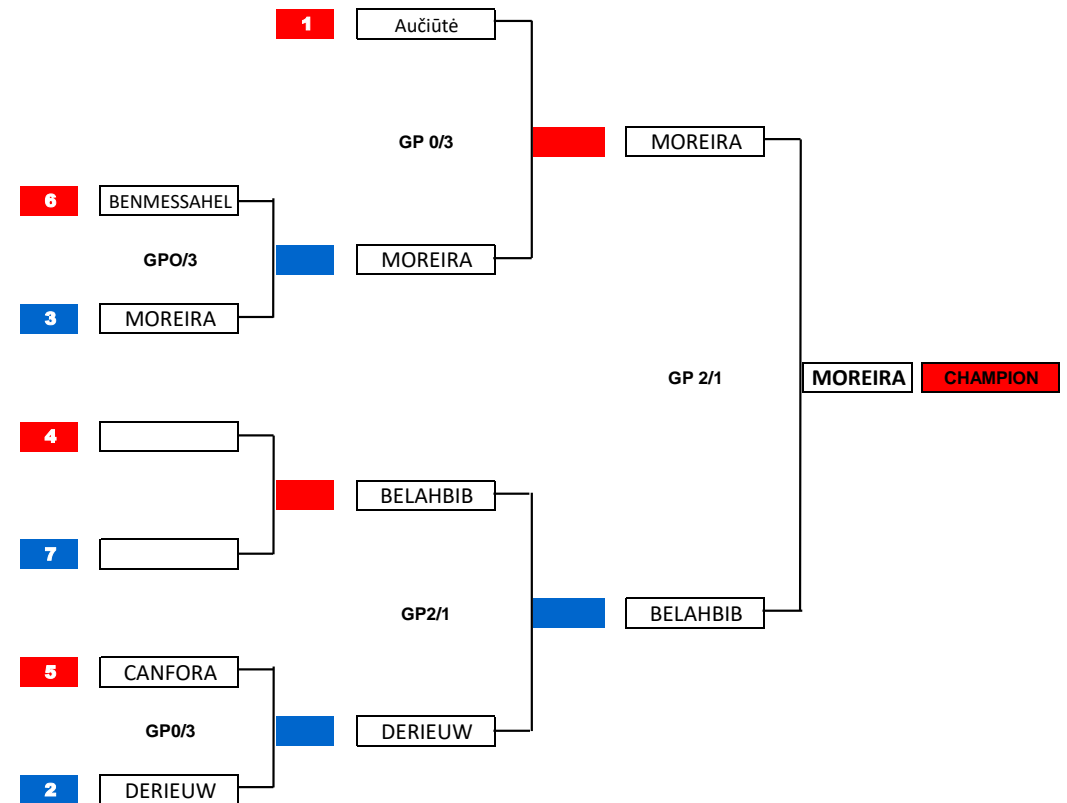 1 Aučiūtė
GP 0/3 MOREIRA
6 BENMESSAHEL
GPO/3 MOREIRA
3 MOREIRA
GP 2/1 MOREIRA CHAMPION
4
BELAHBIB
7
GP2/1 BELAHBIB
5 CANFORA
GP0/3 DERIEUW
2 DERIEUW